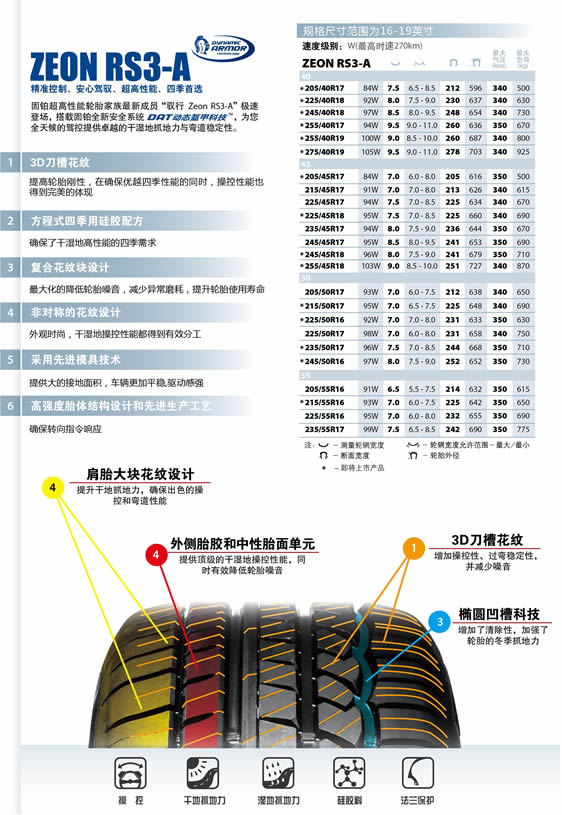 DYNAMIC
ARMOR
TECHNOLOGY
ZEON RS3-A
精准控制、安心驾驭、超高性能、四季首选
固铂超高性能轮胎家族最新成员“驭行 Zeon RS3-A”极速
登场，搭载固铂全新安全系统 DAT动态盔甲科技™，为您
全天候的驾控提供卓越的干湿地抓地力与弯道稳定性。
1 3D刀槽花纹
提高轮胎刚性，在确保优越四季性能的同时，操控性能也
得到完美的体现
2 方程式四季用硅胶配方
确保了干湿地高性能的四季需求
3 复合花纹块设计
最大化的降低轮胎噪音，减少异常磨耗，提升轮胎使用寿命
4 非对称的花纹设计
外观时尚，干湿地操控性能都得到有效分工
5 采用先进模具技术
提供大的接地面积，车辆更加平稳,驱动感强
6 高强度胎体结构设计和先进生产工艺
确保转向指令响应
规格尺寸范围为16-19英寸
速度级别：W(最高时速270km)
ZEON RS3-A 最大气压(kpa) 最大负荷(kg)
40
*205/40R17 84W 7.5 6.5 - 8.5 212 596 340 500
*225/40R18 92W 8.0 7.5 - 9.0 230 637 340 630
*245/40R18 97W 8.5 8.0 - 9.5 248 654 340 730
*255/40R17 94W 9.5 9.0 - 11.0 260 636 350 670
*255/40R19 100W 9.0 8.5 - 10.0 260 687 340 800
*275/40R19 105W 9.5 9.0 - 11.0 278 703 340 925
45
*205/45R17 84W 7.0 6.0 - 8.0 205 616 350 500
215/45R17 91W 7.0 7.0 - 8.0 213 626 340 615
225/45R17 94W 7.5 7.0 - 8.5 225 634 340 670
*225/45R18 95W 7.5 7.0 - 8.5 225 660 340 690
235/45R17 94W 8.0 7.5 - 9.0 236 644 350 670
245/45R17 95W 8.5 8.0 - 9.5 241 653 350 690
*245/45R18 96W 8.0 7.5 - 9.0 241 679 350 710
*255/45R18 103W 9.0 8.5 - 10.0 251 727 340 870
50
205/50R17 93W 7.0 6.0 - 7.5 212 638 340 650
*215/50R17 95W 7.5 6.5 - 7.5 225 648 340 690
*225/50R16 92W 7.0 7.0 - 8.0 231 633 350 630
225/50R17 98W 7.0 6.0 - 8.0 231 658 340 750
*235/50R17 96W 7.5 7.0 - 8.5 244 668 350 710
*245/50R16 97W 8.0 7.5 - 9.0 252 652 350 730
55
205/55R16 91W 6.5 5.5 - 7.5 214 632 350 615
*215/55R16 93W 7.0 6.0 - 7.5 225 642 350 650
225/55R16 95W 7.0 6.0 - 8.0 232 655 350 690
235/55R17 99W 7.5 6.5 - 8.5 242 690 350 775
注： - 测量轮辋宽度 - 轮辋宽度允许范围 - 最大/最小
- 断面宽度 - 轮胎外径
* - 即将上市产品
4 肩胎大块花纹设计
提升干地抓地力，确保出色的操
控和弯道性能
4 外侧胎胶和中性胎面单元
提供顶级的干湿地操控性能，同
时有效降低轮胎噪音
1 3D刀槽花纹
增加操控性、过弯稳定性，
并减少噪音
3 椭圆凹槽科技
增加了清除性，加强了
轮胎的冬季抓地力
操 控
干地抓地力
湿地抓地力
硅胶料
法兰保护